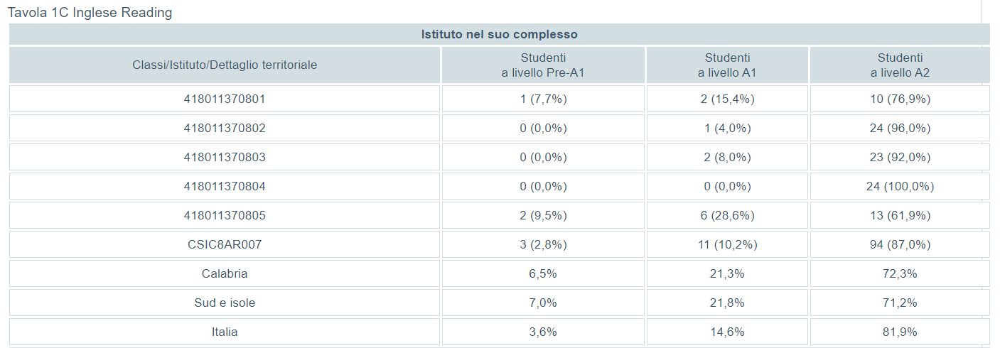 Tavola 1C Inglese Reading
Istituto nel suo complesso
Classi/Istituto/Dettaglio territoriale Studenti a livello Pre-A1 Studenti a livello A1 Studenti a livello A2
418011370801 1 (7,7%) 2 (15,4%) 10 (76,9%)
418011370802 0 (0,0%) 1 (4,0%) 24 (96,0%)
418011370803 0 (0,0%) 2 (8,0%) 23 (92,0%)
418011370804 0 (0,0%) 0 (0,0%) 24 (100,0%)
418011370805 2 (9,5%) 6 (28,6%) 13 (61,9%)
CSIC8AR007 3 (2,8%) 11 (10,2%) 94 (87,0%)
Calabria 6,5% 21,3% 72,3%
Sud e isole 7,0% 21,8% 71,2%
Italia 3,6% 14,6% 81,9%